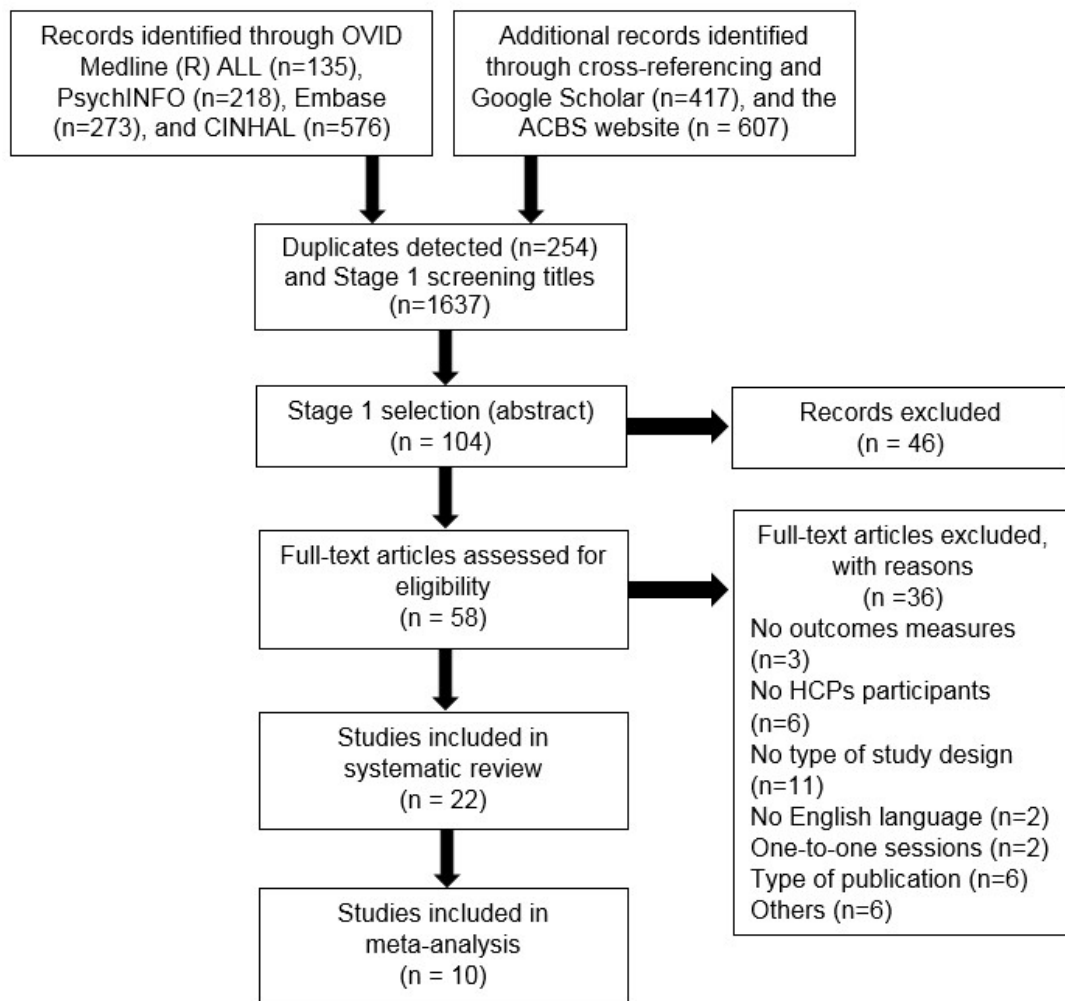 Records identified through OVID
Medline (R) ALL (n=135),
PsychINFO (n=218), Embase
(n=273), and CINHAL (n=576)
Additional records identified
through cross-referencing and
Google Scholar (n=417), and the
ACBS website (n = 607)
Duplicates detected (n=254)
and Stage 1 screening titles
(n=1637)
Stage 1 selection (abstract)
(n = 104)
Records excluded
(n = 46)
Full-text articles assessed for
eligibility
(n = 58)
Full-text articles excluded,
with reasons
(n =36)
No outcomes measures
(n=3)
No HCPs participants
(n=6)
No type of study design
(n=11)
No English language (n=2)
One-to-one sessions (n=2)
Type of publication (n=6)
Others (n=6)
Studies included in
systematic review
(n = 22)
Studies included in
meta-analysis
(n = 10)